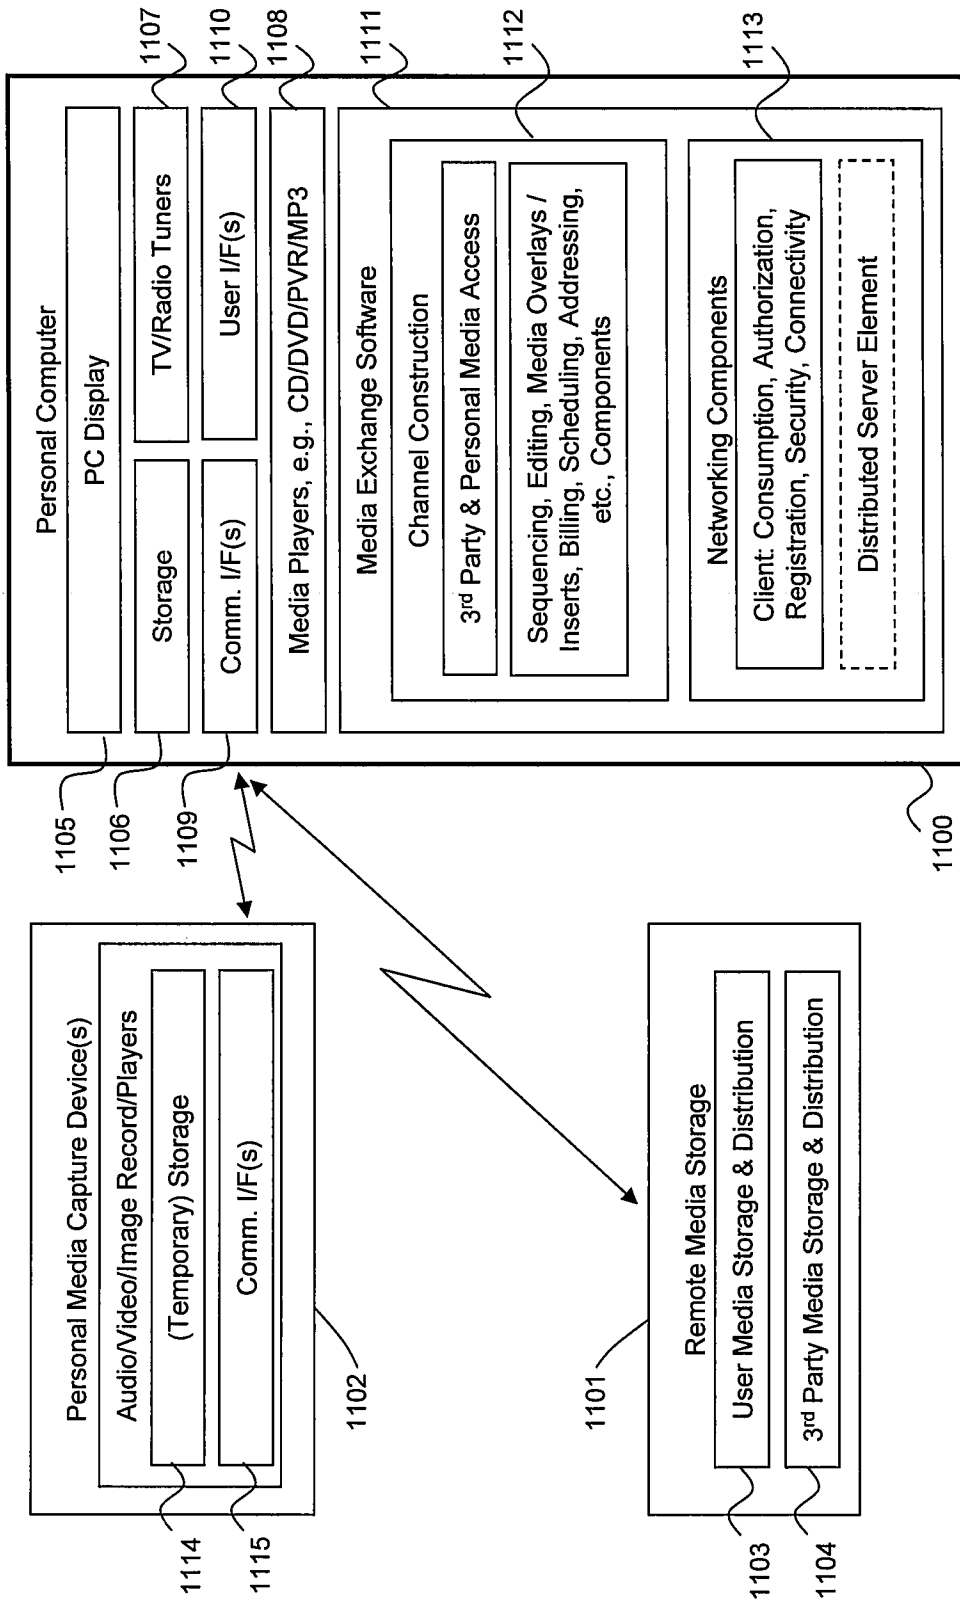 Personal Media Capture Device(s)
Audio/Video/Image Record/Players
(Temporary) Storage
Comm. I/F(s)
1114
1115
1102
Remote Media Storage
User Media Storage & Distribution
3rd Party Media Storage & Distribution
1101
1103
1104
Personal Computer
PC Display
Storage
TV/Radio Tuners
Comm. I/F(s)
User I/F(s)
Media Players, e.g., CD/DVD/PVR/MP3
Media Exchange Software
Channel Construction
3rd Party & Personal Media Access
Sequencing, Editing, Media Overlays /
Inserts, Billing, Scheduling, Addressing,
etc., Components
Networking Components
Client: Consumption, Authorization,
Registration, Security, Connectivity
Distributed Server Element
1105
1106
1109
1100
1107
1110
1108
1111
1112
1113